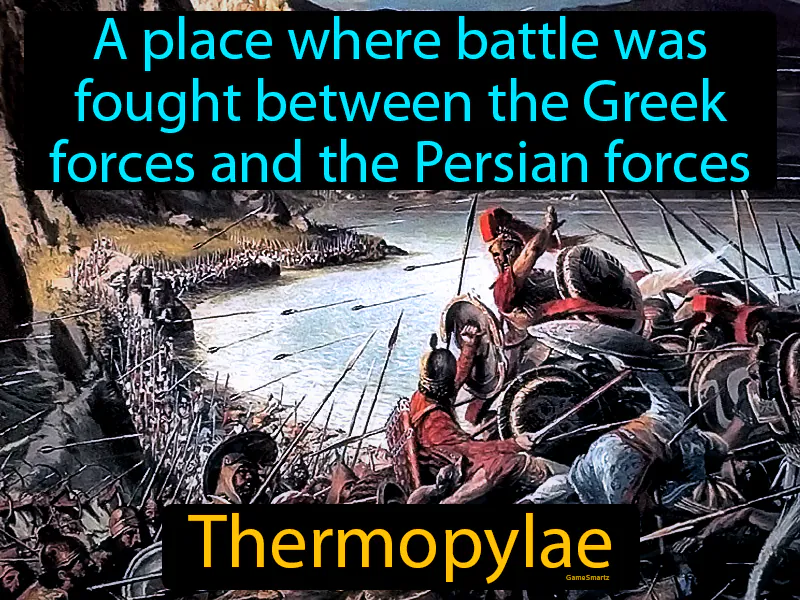 A place where battle was
fought between the Greek
forces and the Persian forces
Thermopylae
GameSmartz